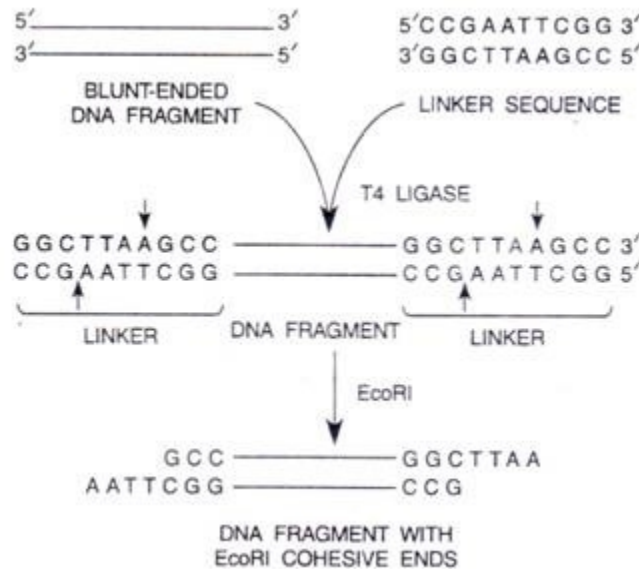 5′ 3′ 5′CCGAATTCGG 3′
3′ 5′ 3′GGCTTAAGCC 5′
BLUNT-ENDED
DNA FRAGMENT
LINKER SEQUENCE
T4 LIGASE
GGCTTAAGCC GGCTTAAGCC 3′
CCGAATTCGG CCGAATTCGG 5′
LINKER DNA FRAGMENT LINKER
EcoRI
GCC GGCTTAA
AATTCGG CCG
DNA FRAGMENT WITH
EcoRI COHESIVE ENDS